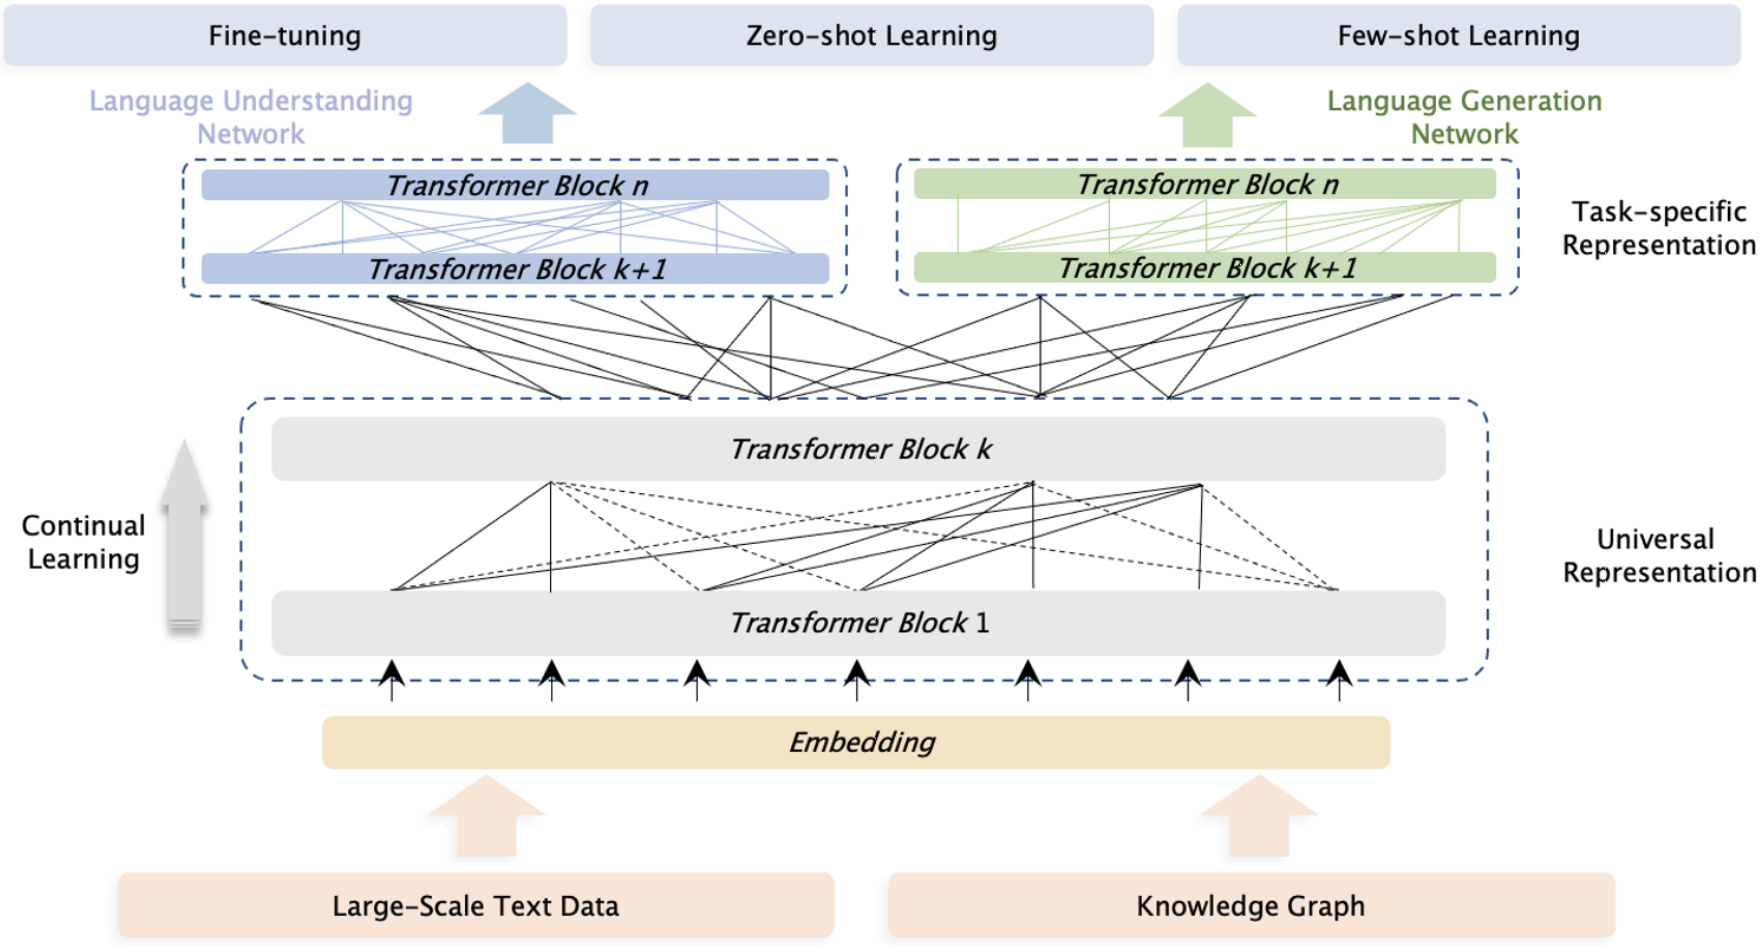 Fine-tuning
Zero-shot Learning
Few-shot Learning
Language Understanding
Network
Language Generation
Network
Transformer Block n
Transformer Block n
Task-specific
Representation
Transformer Block k+1
Transformer Block k+1
Transformer Block k
Continual
Learning
Universal
Representation
Transformer Block 1
Embedding
Large-Scale Text Data
Knowledge Graph